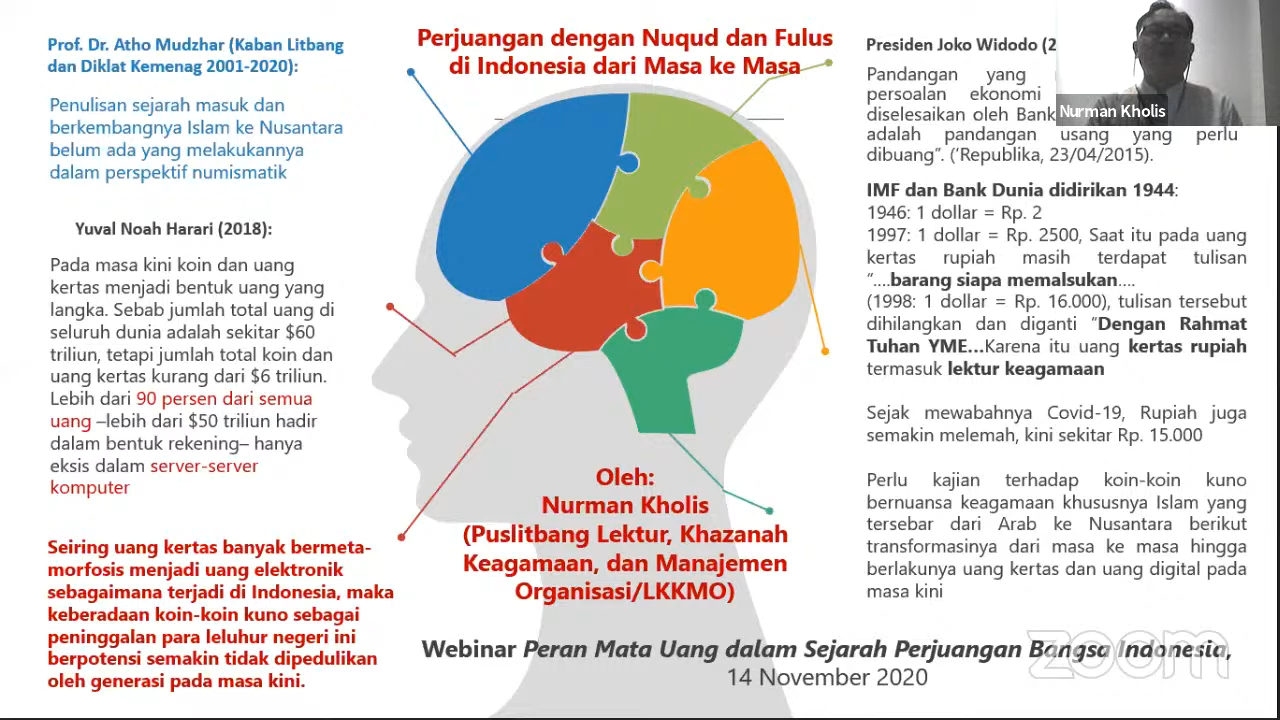 Prof. Dr. Atho Mudzhar (Kaban Litbang
dan Diklat Kemenag 2001-2020):
Penulisan sejarah masuk dan
berkembangnya Islam ke Nusantara
belum ada yang melakukannya
dalam perspektif numismatik
Yuval Noah Harari (2018):
Pada masa kini koin dan uang
kertas menjadi bentuk uang yang
langka. Sebab jumlah total uang di
seluruh dunia adalah sekitar $60
triliun, tetapi jumlah total koin dan
uang kertas kurang dari $6 triliun.
Lebih dari 90 persen dari semua
uang –lebih dari $50 triliun hadir
dalam bentuk rekening– hanya
eksis dalam server-server
komputer
Seiring uang kertas banyak bermeta-
morfosis menjadi uang elektronik
sebagaimana terjadi di Indonesia, maka
keberadaan koin-koin kuno sebagai
peninggalan para leluhur negeri ini
berpotensi semakin tidak dipedulikan
oleh generasi pada masa kini.
Perjuangan dengan Nuqud dan Fulus
di Indonesia dari Masa ke Masa
Oleh:
Nurman Kholis
(Puslitbang Lektur, Khazanah
Keagamaan, dan Manajemen
Organisasi/LKKMO)
Webinar Peran Mata Uang dalam Sejarah Perjuangan Bangsa Indonesia,
14 November 2020
Presiden Joko Widodo (2
Pandangan yang
persoalan ekonomi
diselesaikan oleh Bank
adalah pandangan usang yang perlu
dibuang”. (‘Republika, 23/04/2015).
IMF dan Bank Dunia didirikan 1944:
1946: 1 dollar = Rp. 2
1997: 1 dollar = Rp. 2500, Saat itu pada uang
kertas rupiah masih terdapat tulisan
”....barang siapa memalsukan....
(1998: 1 dollar = Rp. 16.000), tulisan tersebut
dihilangkan dan diganti ”Dengan Rahmat
Tuhan YME...Karena itu uang kertas rupiah
termasuk lektur keagamaan
Sejak mewabahnya Covid-19, Rupiah juga
semakin melemah, kini sekitar Rp. 15.000
Perlu kajian terhadap koin-koin kuno
bernuansa keagamaan khususnya Islam yang
tersebar dari Arab ke Nusantara berikut
transformasinya dari masa ke masa hingga
berlakunya uang kertas dan uang digital pada
masa kini
Nurman Kholis
zoom